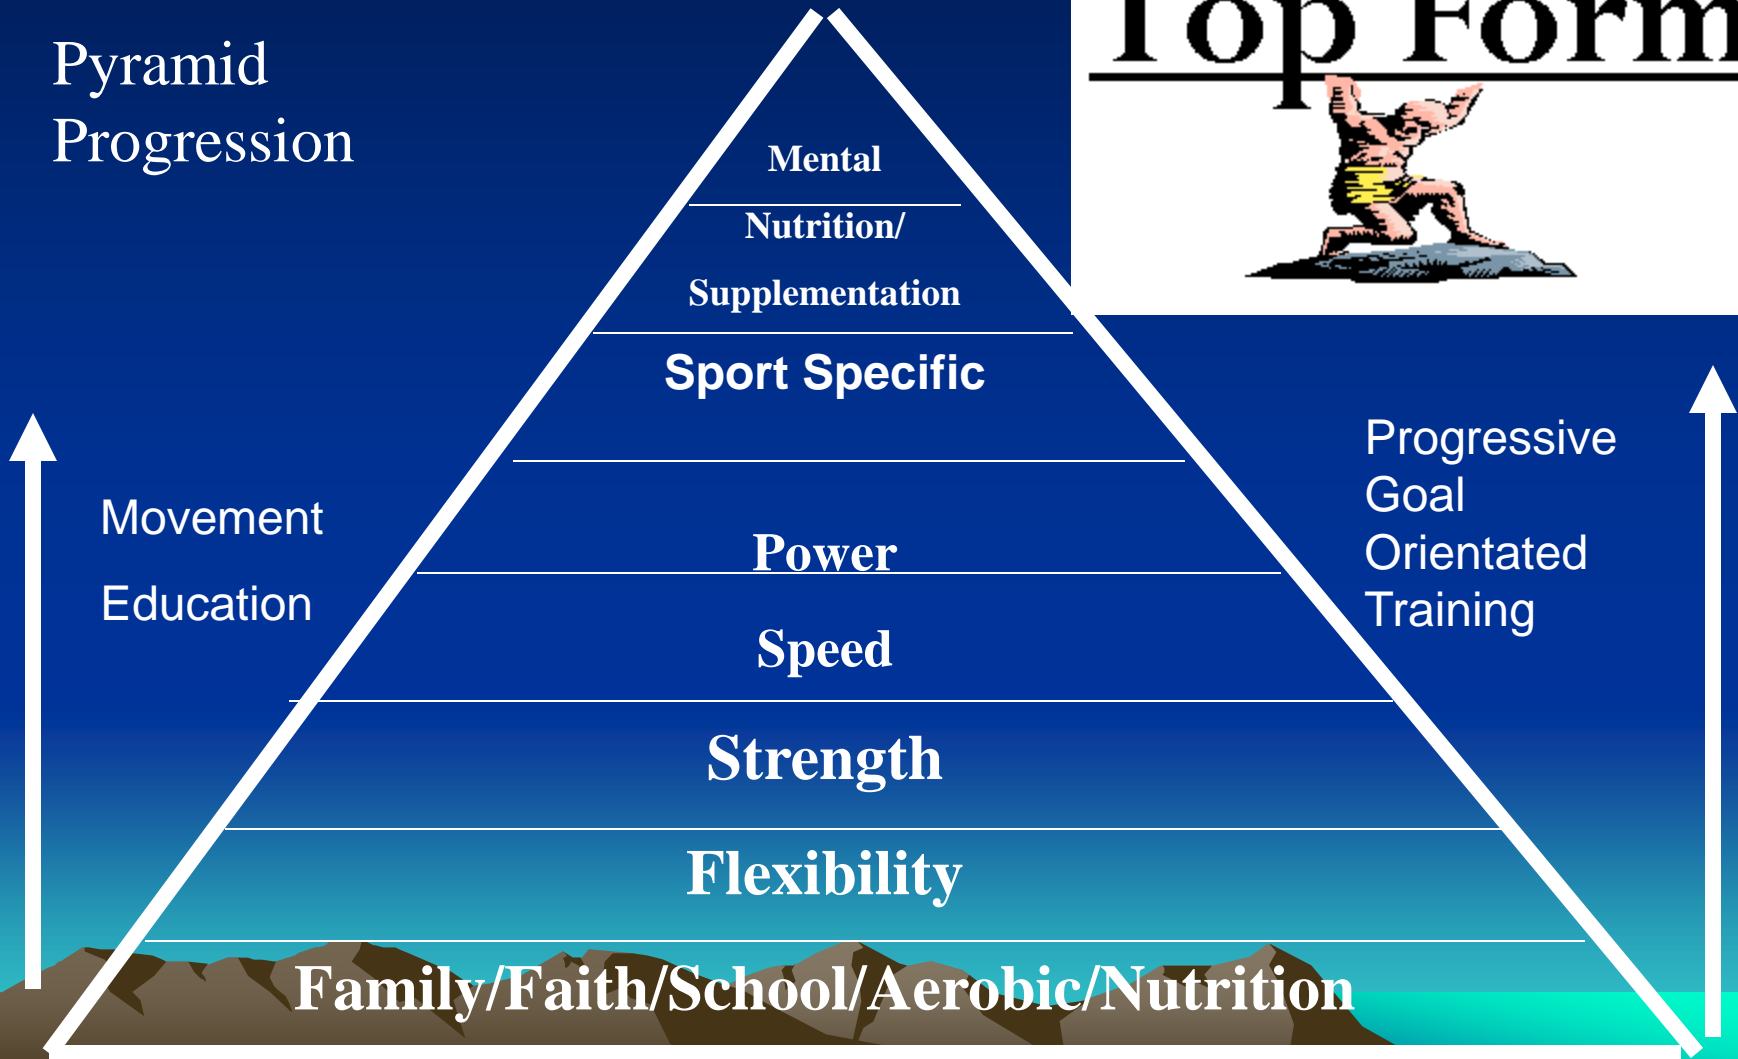 Pyramid
Progression
Top Form
Mental
Nutrition/
Supplementation
Sport Specific
Power
Speed
Strength
Flexibility
Family/Faith/School/Aerobic/Nutrition
Movement
Education
Progressive
Goal
Orientated
Training